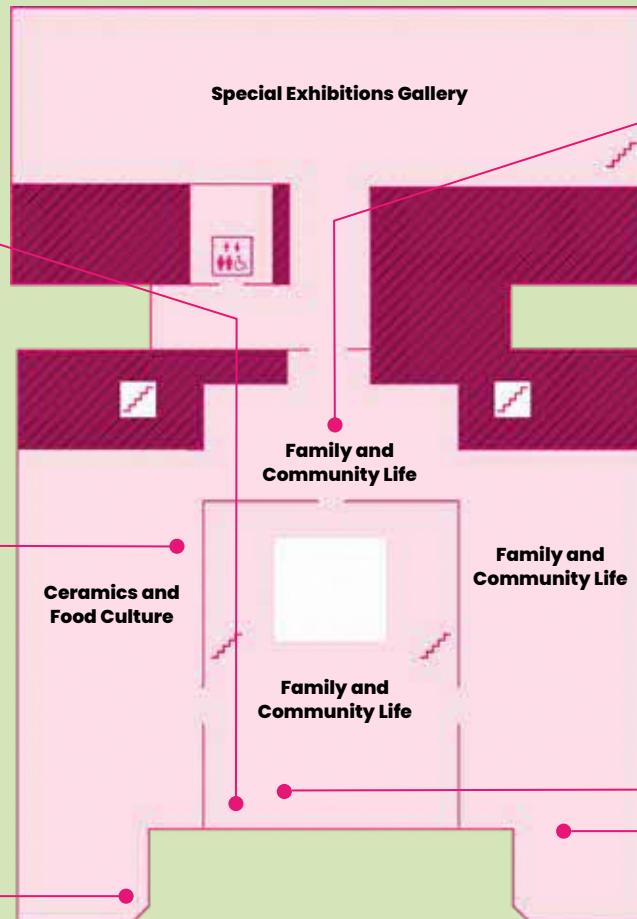 Special Exhibitions Gallery
Family and
Community Life
Ceramics and
Food Culture
Family and
Community Life
Family and
Community Life